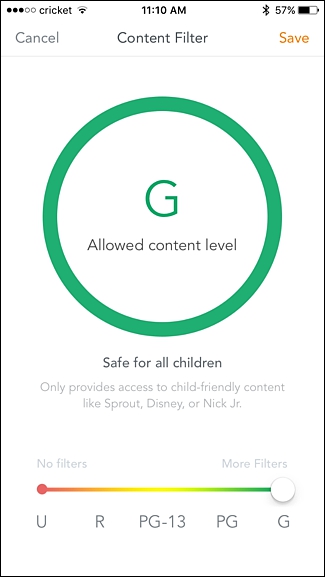 cricket 11:10 AM 57%
Cancel Content Filter Save
G
Allowed content level
Safe for all children
Only provides access to child-friendly content
like Sprout, Disney, or Nick Jr.
No filters More Filters
U R PG-13 PG G